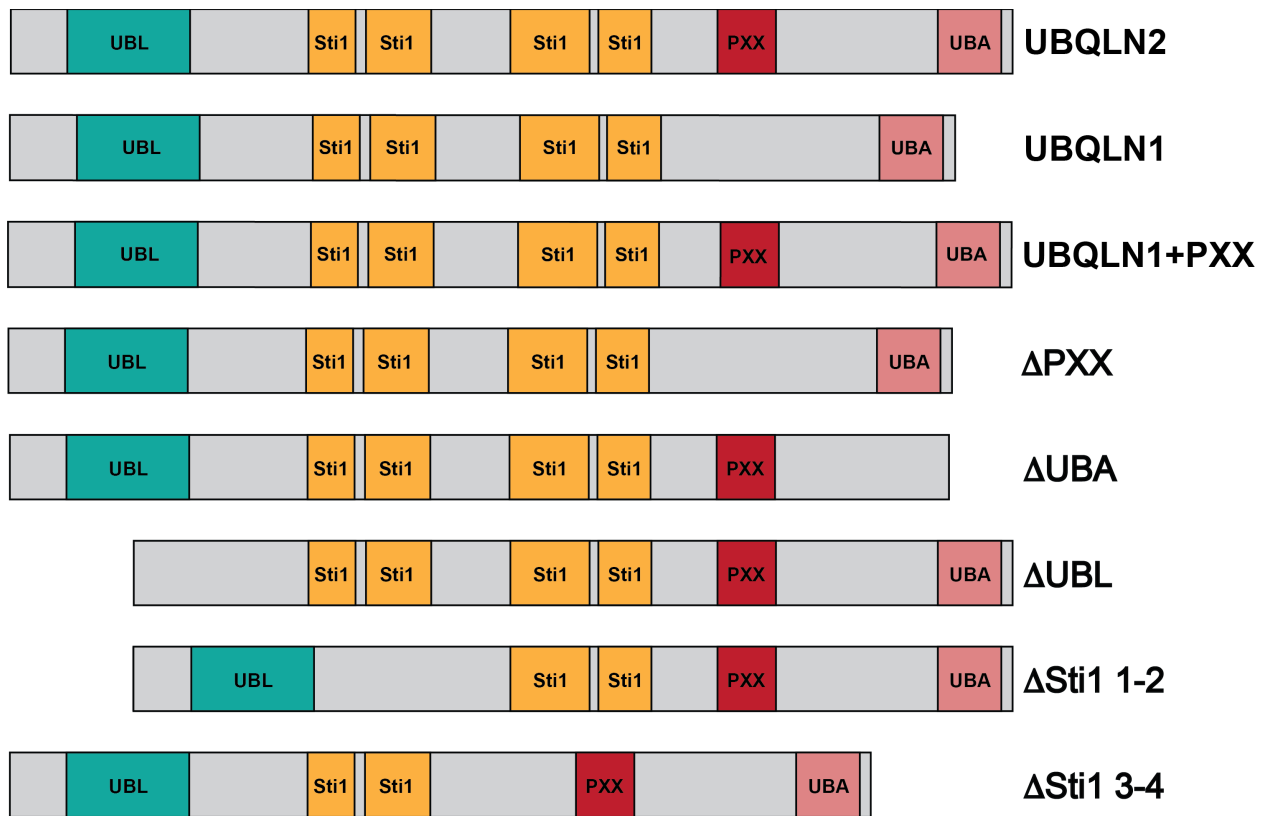 UBL Sti1 Sti1 Sti1 Sti1 PXX UBA UBQLN2
UBL Sti1 Sti1 Sti1 Sti1 UBA UBQLN1
UBL Sti1 Sti1 Sti1 Sti1 PXX UBA UBQLN1+PXX
UBL Sti1 Sti1 Sti1 Sti1 UBA ΔPXX
UBL Sti1 Sti1 Sti1 Sti1 PXX ΔUBA
Sti1 Sti1 Sti1 Sti1 PXX UBA ΔUBL
UBL Sti1 Sti1 PXX UBA ΔSti1 1-2
UBL Sti1 Sti1 PXX UBA ΔSti1 3-4